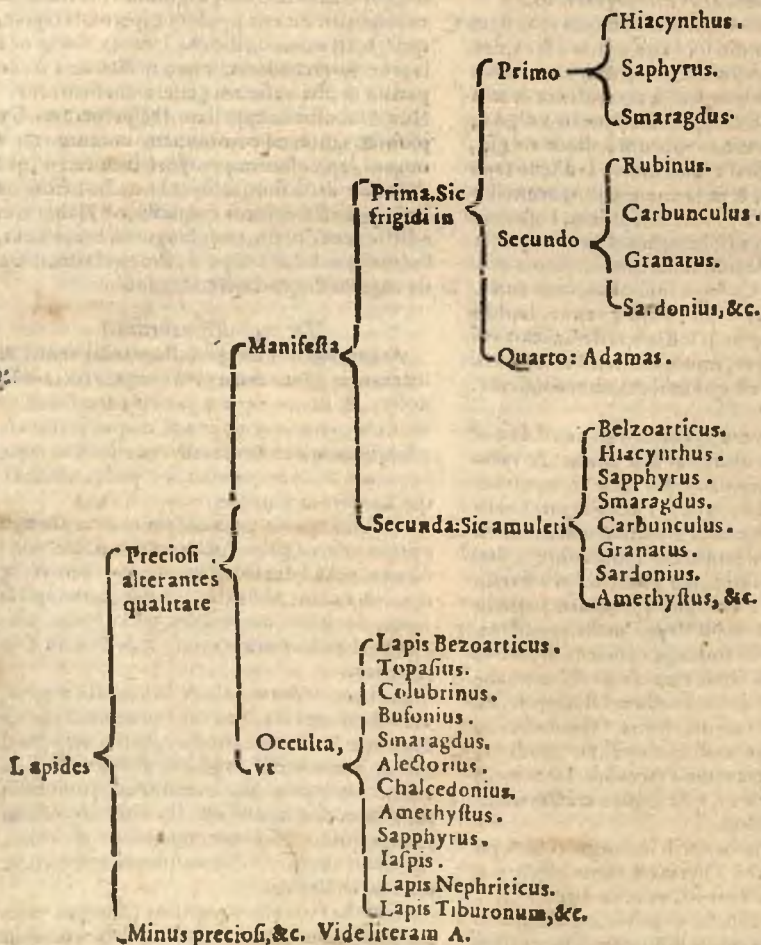 Hiacynthus.
Primo
Saphyrus.
Smaragdus.
Prima. Sic
frigidi in
Rubinus.
Carbunculus.
Secundo
Granatus.
Sardonius, &c.
Manifeſta
Quarto: Adamas.
Belzoarticus.
Hiacynthus.
Sapphyrus.
Smaragdus.
Secunda: Sic amuleti
Carbunculus.
Granatus.
Sardonius.
Amethyſtus, &c.
Precioſi
alterantes
qualitate
Lapis Bezoarticus.
Topaſius.
Colubrinus.
Bufonius.
Occulta,
vt
Smaragdus.
Alectorius.
Chalcedonius.
Amethyſtus.
Sapphyrus.
Iaſpis.
Lapis Nephriticus.
Lapis Tiburonum, &c.
Lapides
Minus precioſi, &c. Vide literam A.